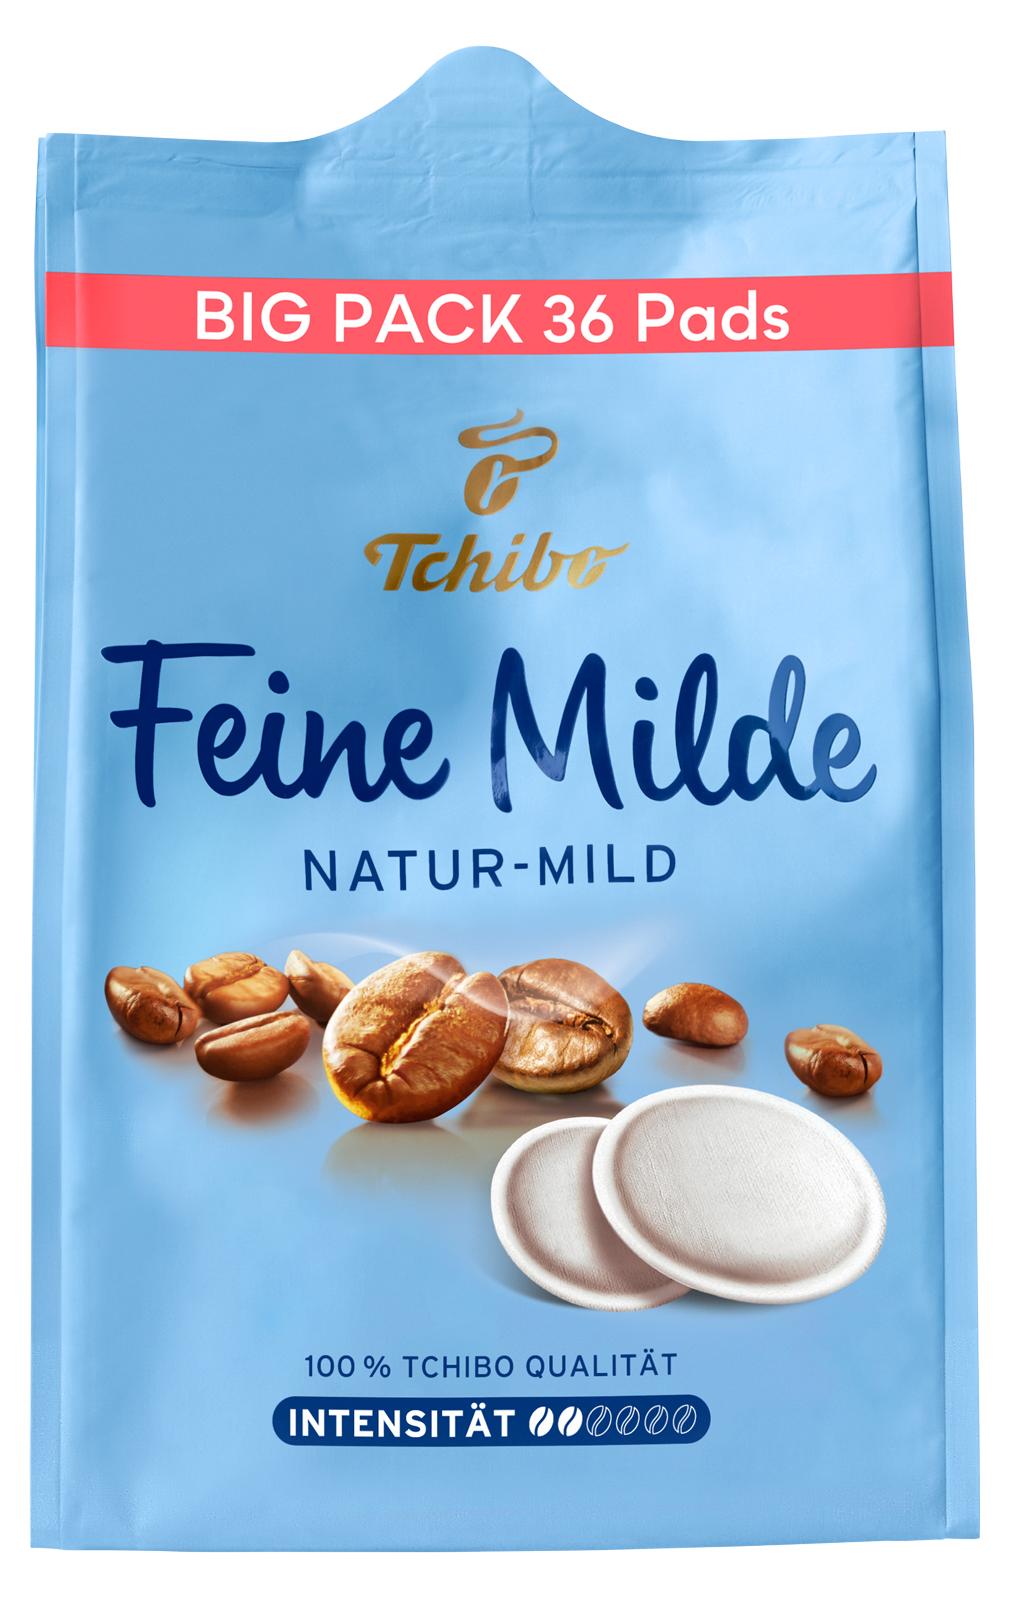 BIG PACK 36 Pads
Tchibo
Feine Milde
NATUR-MILD
100 % TCHIBO QUALITÄT
INTENSITÄT